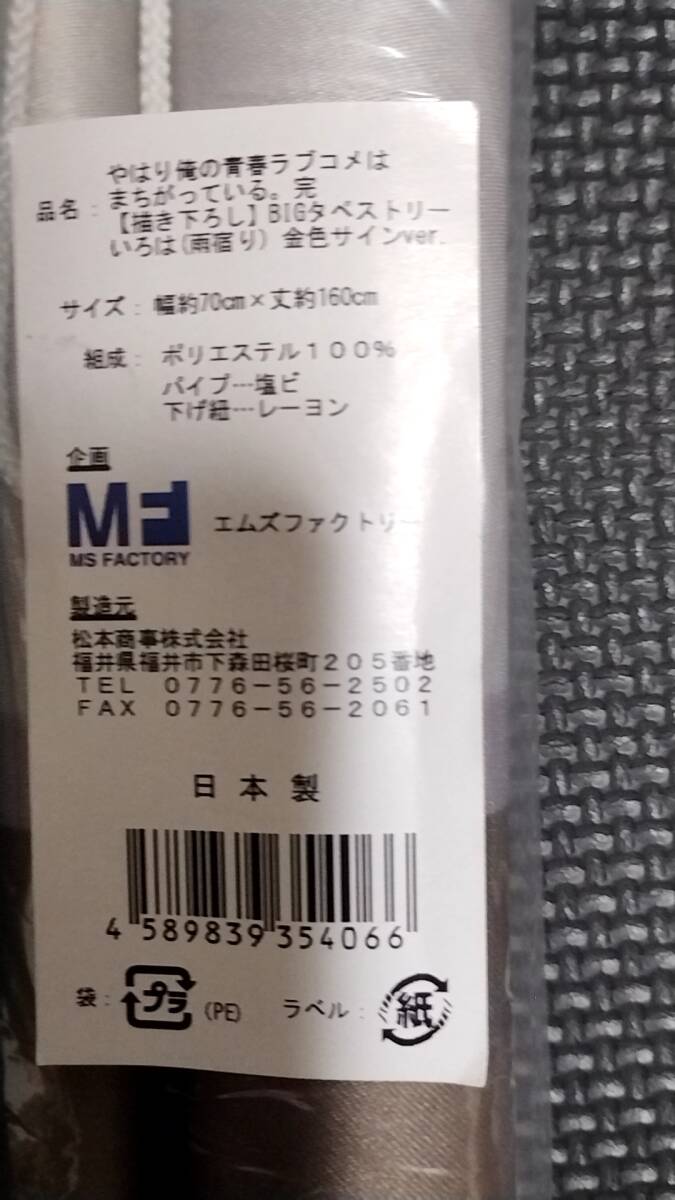 品名：やはり俺の青春ラブコメは
まちがっている。完
【描き下ろし】BIGタペストリー
いろは(雨宿り) 金色サインver.
サイズ：幅約70cm×丈約160cm
組成：ポリエステル１００％
パイプ…塩ビ
下げ紐…レーヨン
企画
MF
MS FACTORY
エムズファクトリー
製造元
松本商事株式会社
福井県福井市下森田桜町２０５番地
ＴＥＬ ０７７６－５６－２５０２
ＦＡＸ ０７７６－５６－２０６１
日本製
4 589839 354066
袋：プラ (PE) ラベル：紙